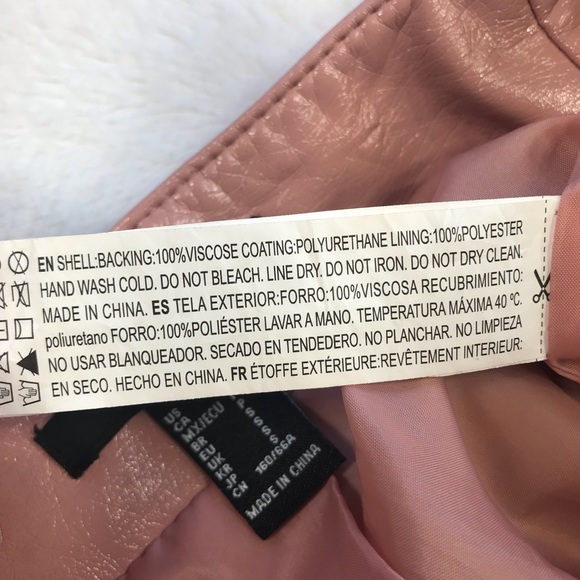 EN SHELL:BACKING:100%VISCOSE COATING:POLYURETHANE LINING:100%POLYESTER
HAND WASH COLD. DO NOT BLEACH. LINE DRY. DO NOT IRON. DO NOT DRY CLEAN.
MADE IN CHINA. ES TELA EXTERIOR:FORRO:100%VISCOSA RECUBRIMIENTO:
poliuretano FORRO:100%POLIÉSTER LAVAR A MANO. TEMPERATURA MÁXIMA 40 ºC.
NO USAR BLANQUEADOR. SECADO EN TENDEDERO. NO PLANCHAR. NO LIMPIEZA
EN SECO. HECHO EN CHINA. FR ÉTOFFE EXTÉRIEURE:REVÊTEMENT INTERIEUR:
US
CA
MX/ECU
BR
EU S
UK S
KR S
JP S
CN 160/66A
MADE IN CHINA